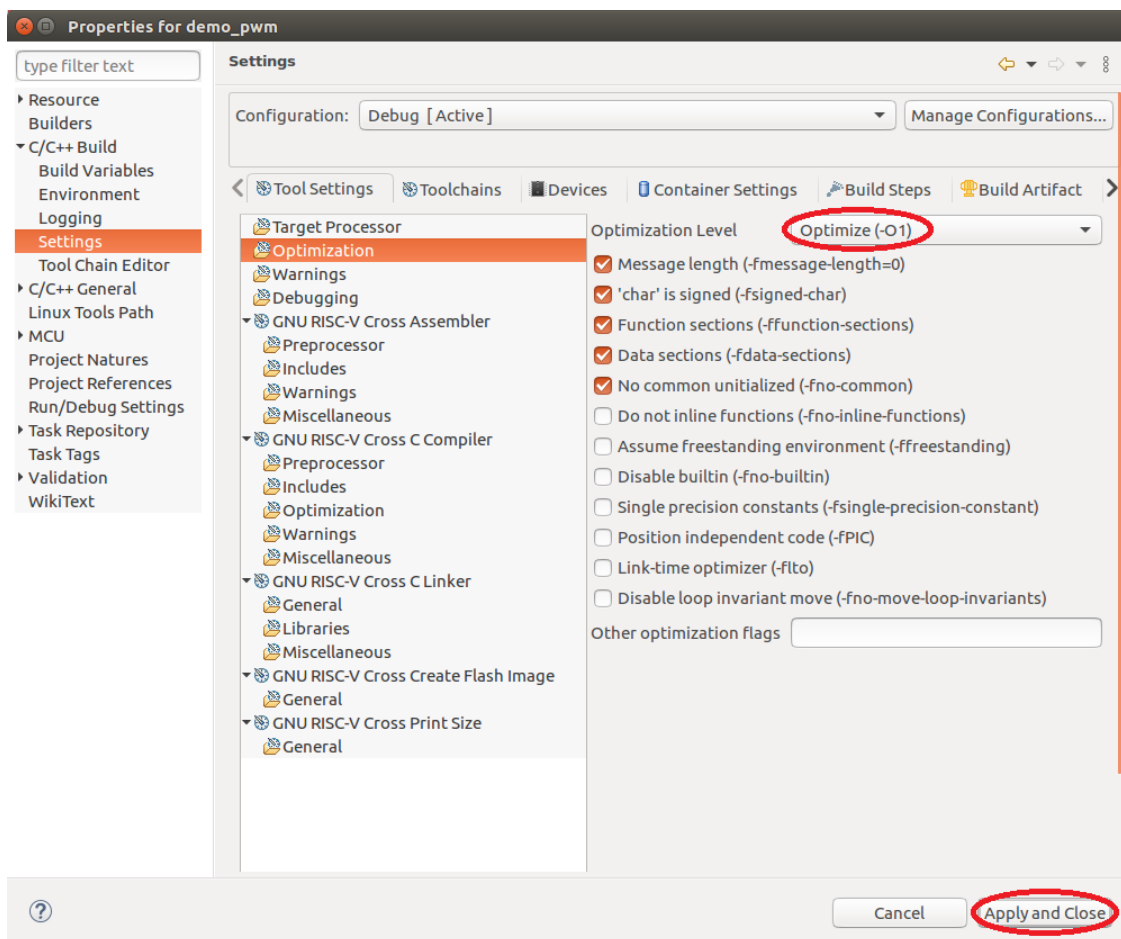 Properties for demo_pwm
type filter text
Settings
Resource
Builders
C/C++ Build
Build Variables
Environment
Logging
Settings
Tool Chain Editor
C/C++ General
Linux Tools Path
MCU
Project Natures
Project References
Run/Debug Settings
Task Repository
Task Tags
Validation
WikiText
Configuration: Debug [Active] Manage Configurations...
Tool Settings Toolchains Devices Container Settings Build Steps Build Artifact
Target Processor
Optimization
Warnings
Debugging
GNU RISC-V Cross Assembler
Preprocessor
Includes
Warnings
Miscellaneous
GNU RISC-V Cross C Compiler
Preprocessor
Includes
Optimization
Warnings
Miscellaneous
GNU RISC-V Cross C Linker
General
Libraries
Miscellaneous
GNU RISC-V Cross Create Flash Image
General
GNU RISC-V Cross Print Size
General
Optimization Level Optimize (-O1)
Message length (-fmessage-length=0)
'char' is signed (-fsigned-char)
Function sections (-ffunction-sections)
Data sections (-fdata-sections)
No common unitialized (-fno-common)
Do not inline functions (-fno-inline-functions)
Assume freestanding environment (-ffreestanding)
Disable builtin (-fno-builtin)
Single precision constants (-fsingle-precision-constant)
Position independent code (-fPIC)
Link-time optimizer (-flto)
Disable loop invariant move (-fno-move-loop-invariants)
Other optimization flags
? Cancel Apply and Close